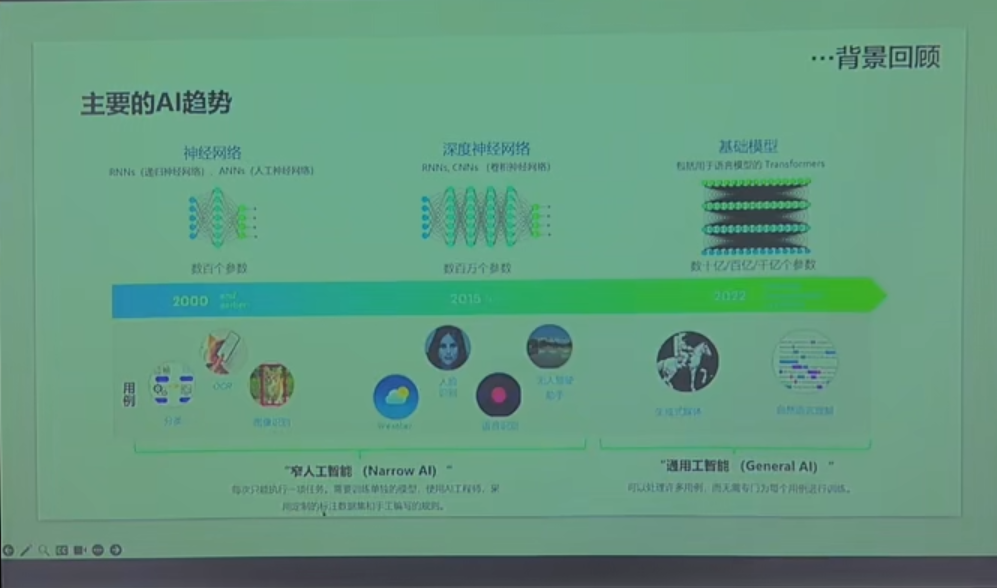 …背景回顾
主要的AI趋势
神经网络
RNNs（递归神经网络）、ANNs（人工神经网络）
深度神经网络
RNNs, CNNs （卷积神经网络）
基础模型
包括用于语言模型的 Transformers
数百个参数
数百万个参数
数十亿/百亿/千亿个参数
2000 and earlier
2015
2022
用例
分类
OCR
图像识别
人脸
识别
语音识别
无人驾驶
助手
生成式媒体
自然语言理解
“窄人工智能 （Narrow AI） “
每次只能执行一项任务。需要训练单独的模型，使用AI工程师，采
用定制的标注数据集和手工编写的规则。
“通用工智能 （General AI） ”
可以处理许多用例，而无需专门为每个用例进行训练。